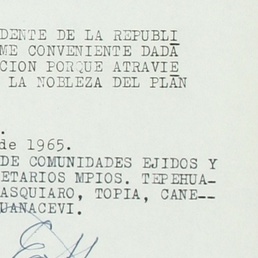 DENTE DE LA REPUBLI
ME CONVENIENTE DADA
CION PORQUE ATRAVIE
LA NOBLEZA DEL PLAN
.
de 1965.
DE COMUNIDADES EJIDOS Y
ETARIOS MPIOS. TEPEHUA-
ASQUIARO, TOPIA, CANE--
UANACEVI.